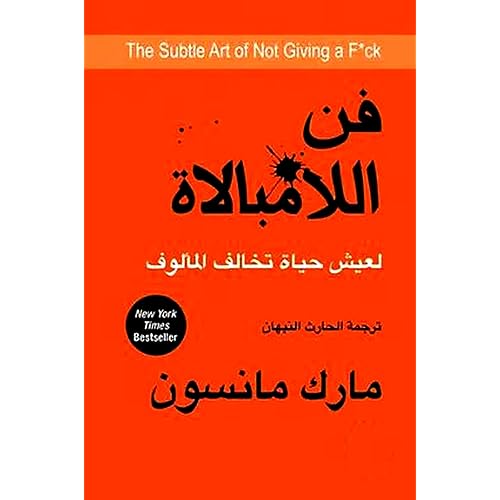 The Subtle Art of Not Giving a F*ck
فن
اللامبالاة
لعيش حياة تخالف المألوف
New York
Times
Bestseller
ترجمة الحارث النبهان
مارك مانسون